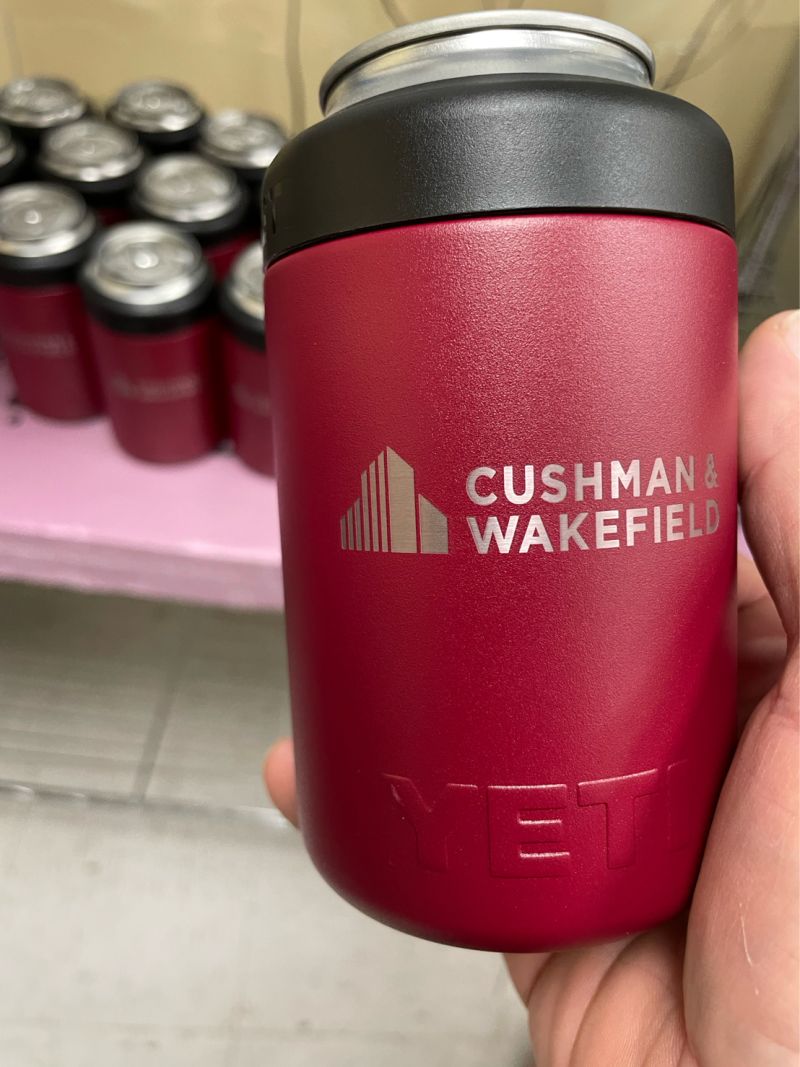 CUSHMAN &
WAKEFIELD
YETI